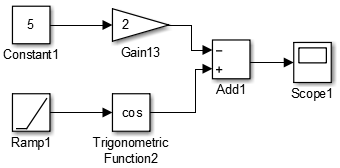 5
Constant1
2
Gain13
−
+
Add1
Scope1
Ramp1
cos
Trigonometric
Function2